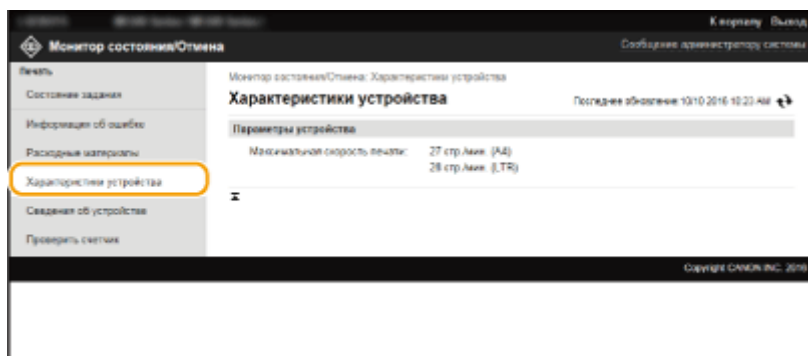 К порталу Выход
Монитор состояния/Отмена
Сообщение администратору системы
Печать
Состояние задания
Информация об ошибке
Расходные материалы
Характеристики устройства
Сведения об устройстве
Проверить счетчик
Монитор состояния/Отмена: Характеристики устройства
Характеристики устройства
Последнее обновление: 10/10 2016 10:23 AM
Параметры устройства
Максимальная скорость печати: 27 стр./мин. (A4)
28 стр./мин. (LTR)
Copyright CANON INC. 2016